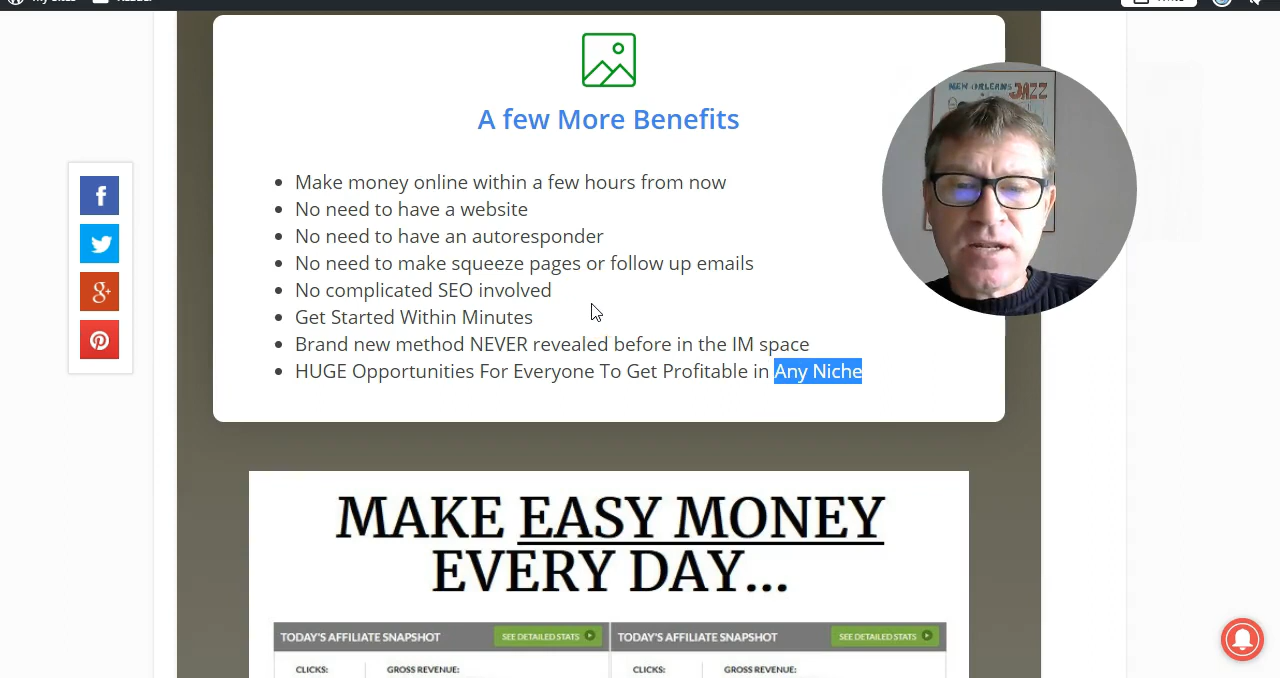 A few More Benefits
Make money online within a few hours from now
No need to have a website
No need to have an autoresponder
No need to make squeeze pages or follow up emails
No complicated SEO involved
Get Started Within Minutes
Brand new method NEVER revealed before in the IM space
HUGE Opportunities For Everyone To Get Profitable in Any Niche
NEW ORLEANS JAZZ
MAKE EASY MONEY
EVERY DAY...
TODAY'S AFFILIATE SNAPSHOT SEE DETAILED STATS TODAY'S AFFILIATE SNAPSHOT SEE DETAILED STATS
CLICKS: GROSS REVENUE: CLICKS: GROSS REVENUE: